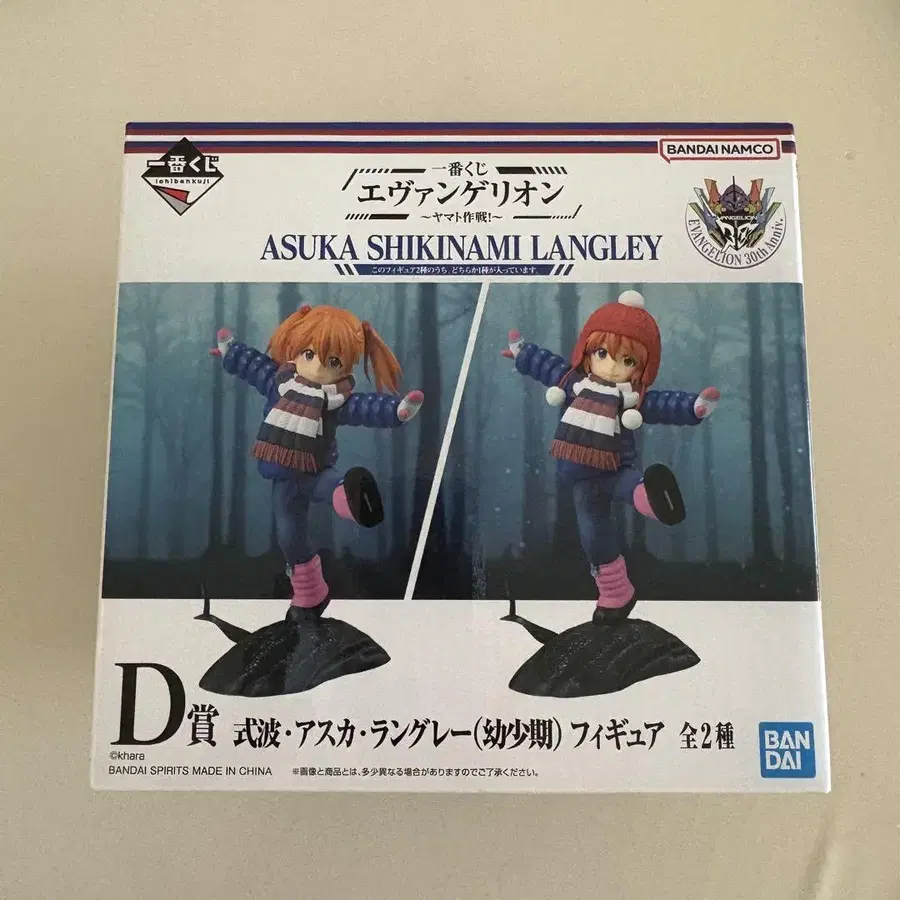 一番くじ
ichibankuji
一番くじ
エヴァンゲリオン
～ヤマト作戦!～
BANDAI NAMCO
EVANGELION
EVANGELION 30th Anniv.
ASUKA SHIKINAMI LANGLEY
このフィギュア2種のうち、どちらか1種が入っています。
D賞 式波・アスカ・ラングレー(幼少期) フィギュア 全2種
©khara
BANDAI SPIRITS MADE IN CHINA ※画像と商品とは、多少異なる場合がありますのでご了承ください。
BAN
DAI